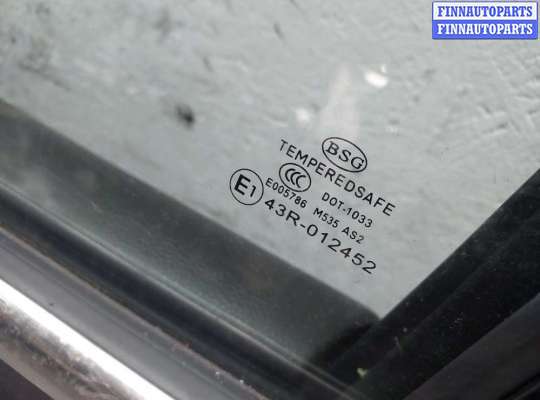 FINNAUTOPARTS
FINNAUTOPARTS
BSG
TEMPEREDSAFE
CCC DOT-1033
E005786 M535 AS2
E1 43R-012452